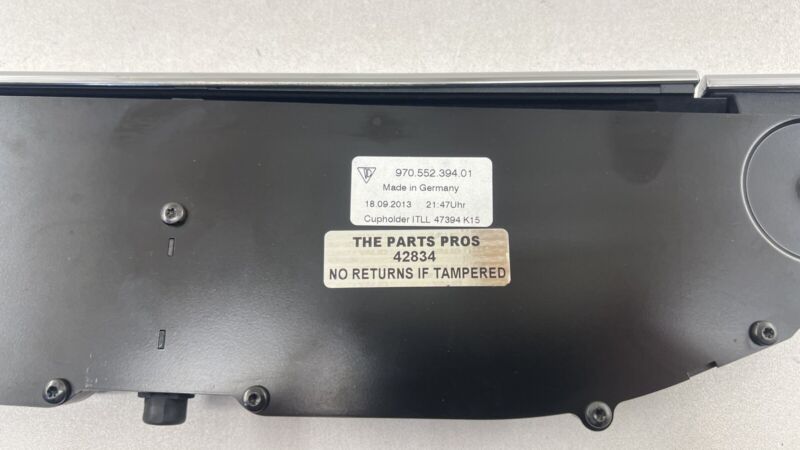 970.552.394.01
Made in Germany
18.09.2013 21:47Uhr
Cupholder ITLL 47394 K15
THE PARTS PROS
42834
NO RETURNS IF TAMPERED